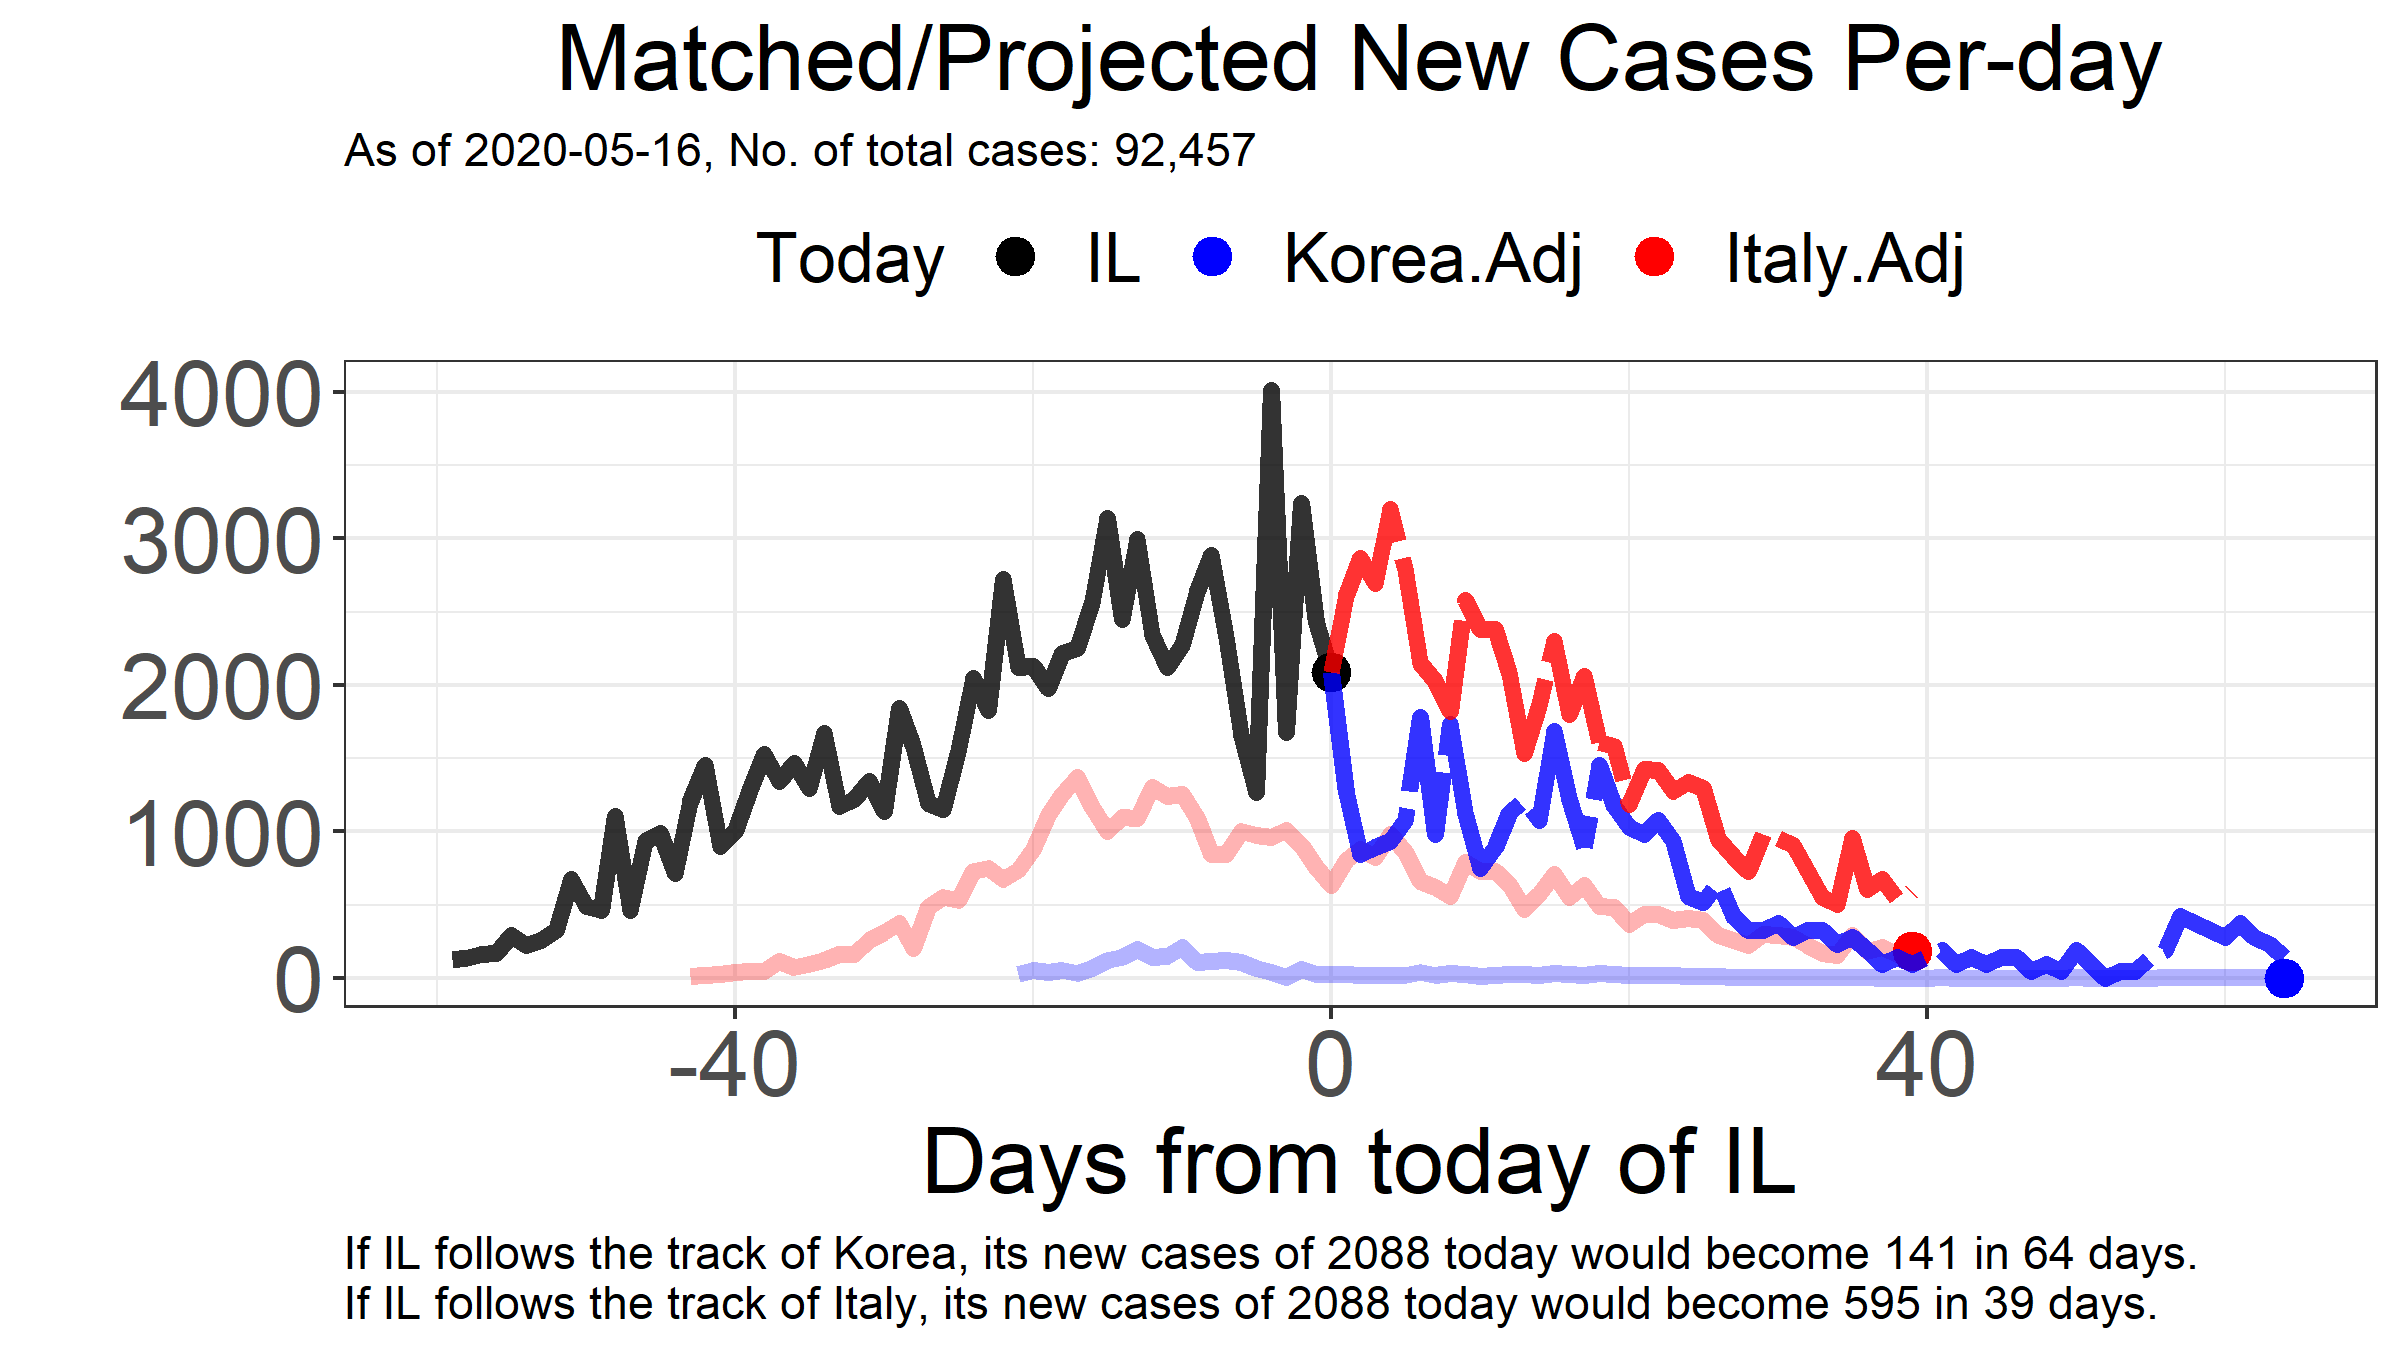 Matched/Projected New Cases Per-day
As of 2020-05-16, No. of total cases: 92,457
Today IL Korea.Adj Italy.Adj
4000
3000
2000
1000
0
-40 0 40
Days from today of IL
If IL follows the track of Korea, its new cases of 2088 today would become 141 in 64 days.
If IL follows the track of Italy, its new cases of 2088 today would become 595 in 39 days.